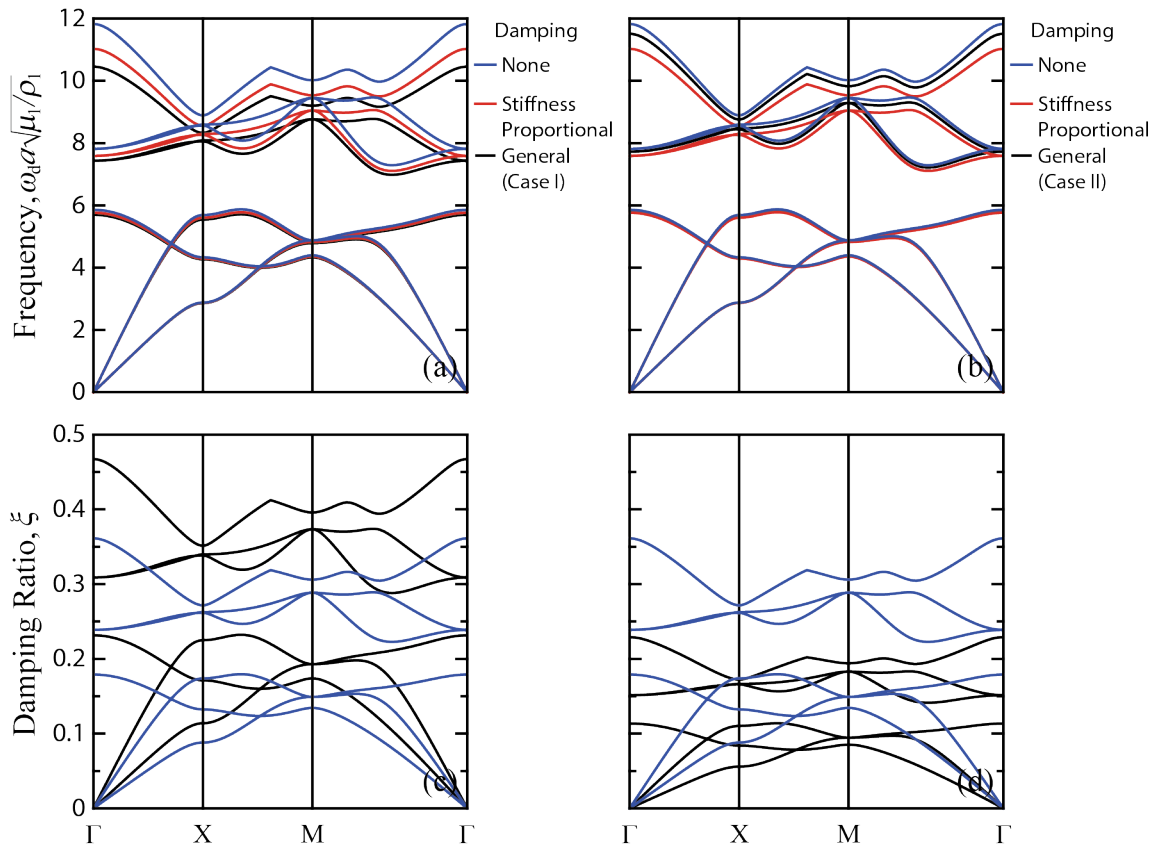 12
10
8
6
4
2
0
Frequency, ω_d a√μ₁/ρ₁
(a)
Damping
None
Stiffness
Proportional
General
(Case I)
(b)
Damping
None
Stiffness
Proportional
General
(Case II)
0.5
0.4
0.3
0.2
0.1
0
Damping Ratio, ξ
(c)
Γ X M Γ
(d)
Γ X M Γ